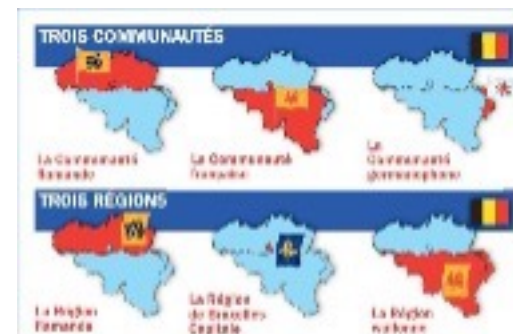 TROIS COMMUNAUTÉS
La Communauté
flamande
La Communauté
française
La
Communauté
germanophone
TROIS RÉGIONS
La Région
flamande
La Région
de Bruxelles
Capitale
La Région
wallonne